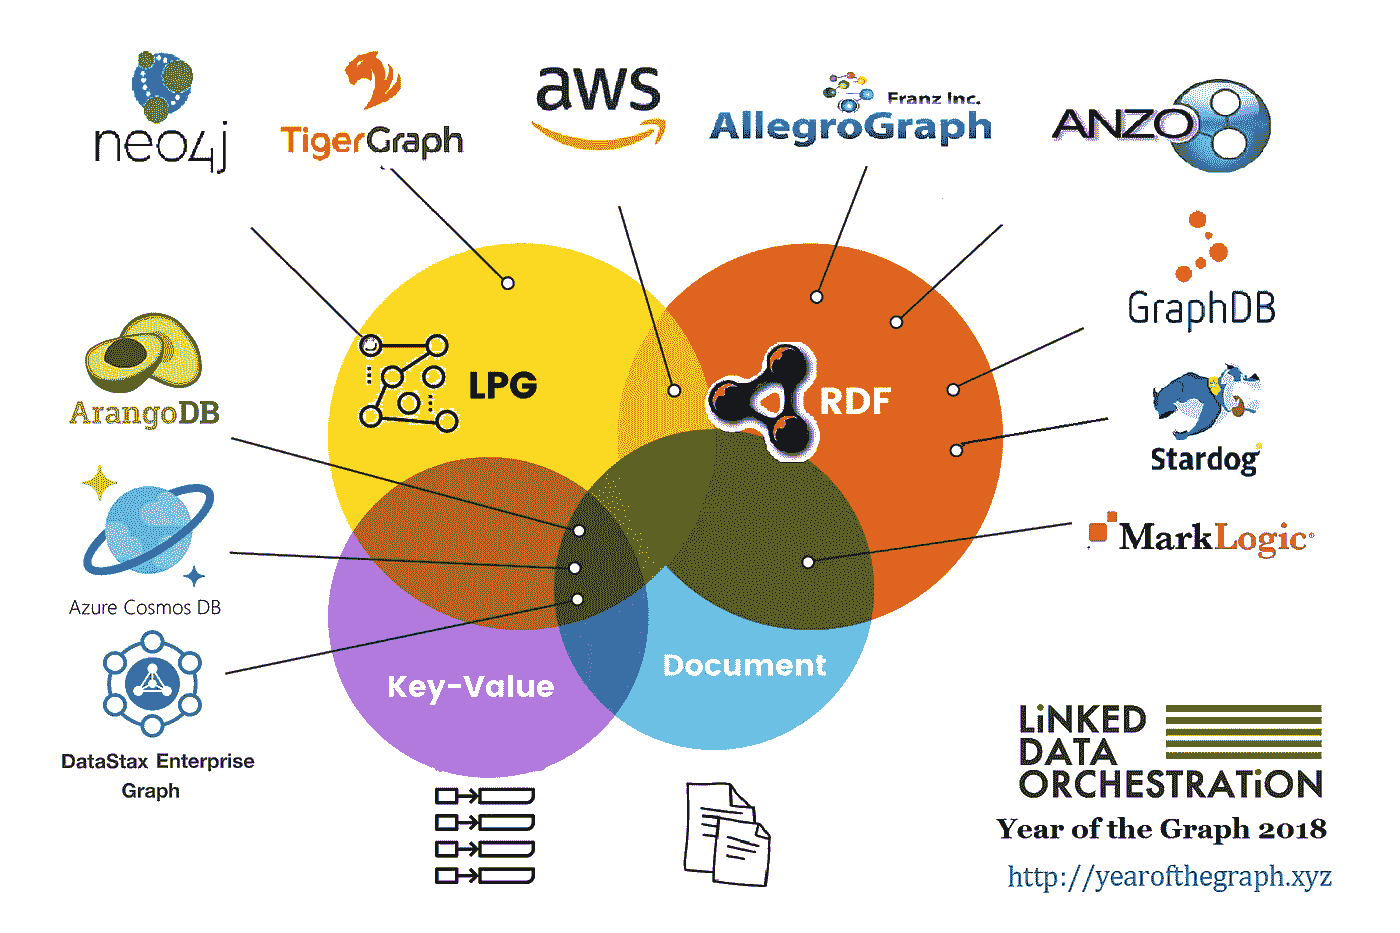 neo4j
TigerGraph
aws
Franz Inc.
AllegroGraph
ANZO
GraphDB
ArangoDB
LPG
RDF
Stardog
MarkLogic
Azure Cosmos DB
Document
Key-Value
DataStax Enterprise
Graph
LiNKED
DATA
ORCHESTRATiON
Year of the Graph 2018
http://yearofthegraph.xyz